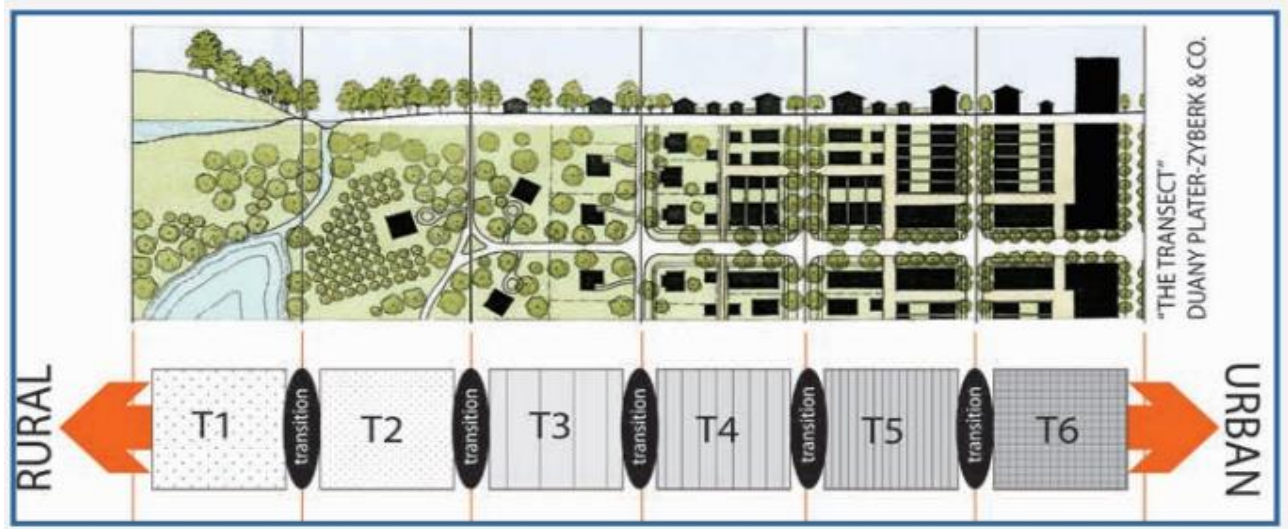 "THE TRANSECT"
DUANY PLATER-ZYBERK & CO.
RURAL
T1
transition
T2
transition
T3
transition
T4
transition
T5
transition
T6
URBAN